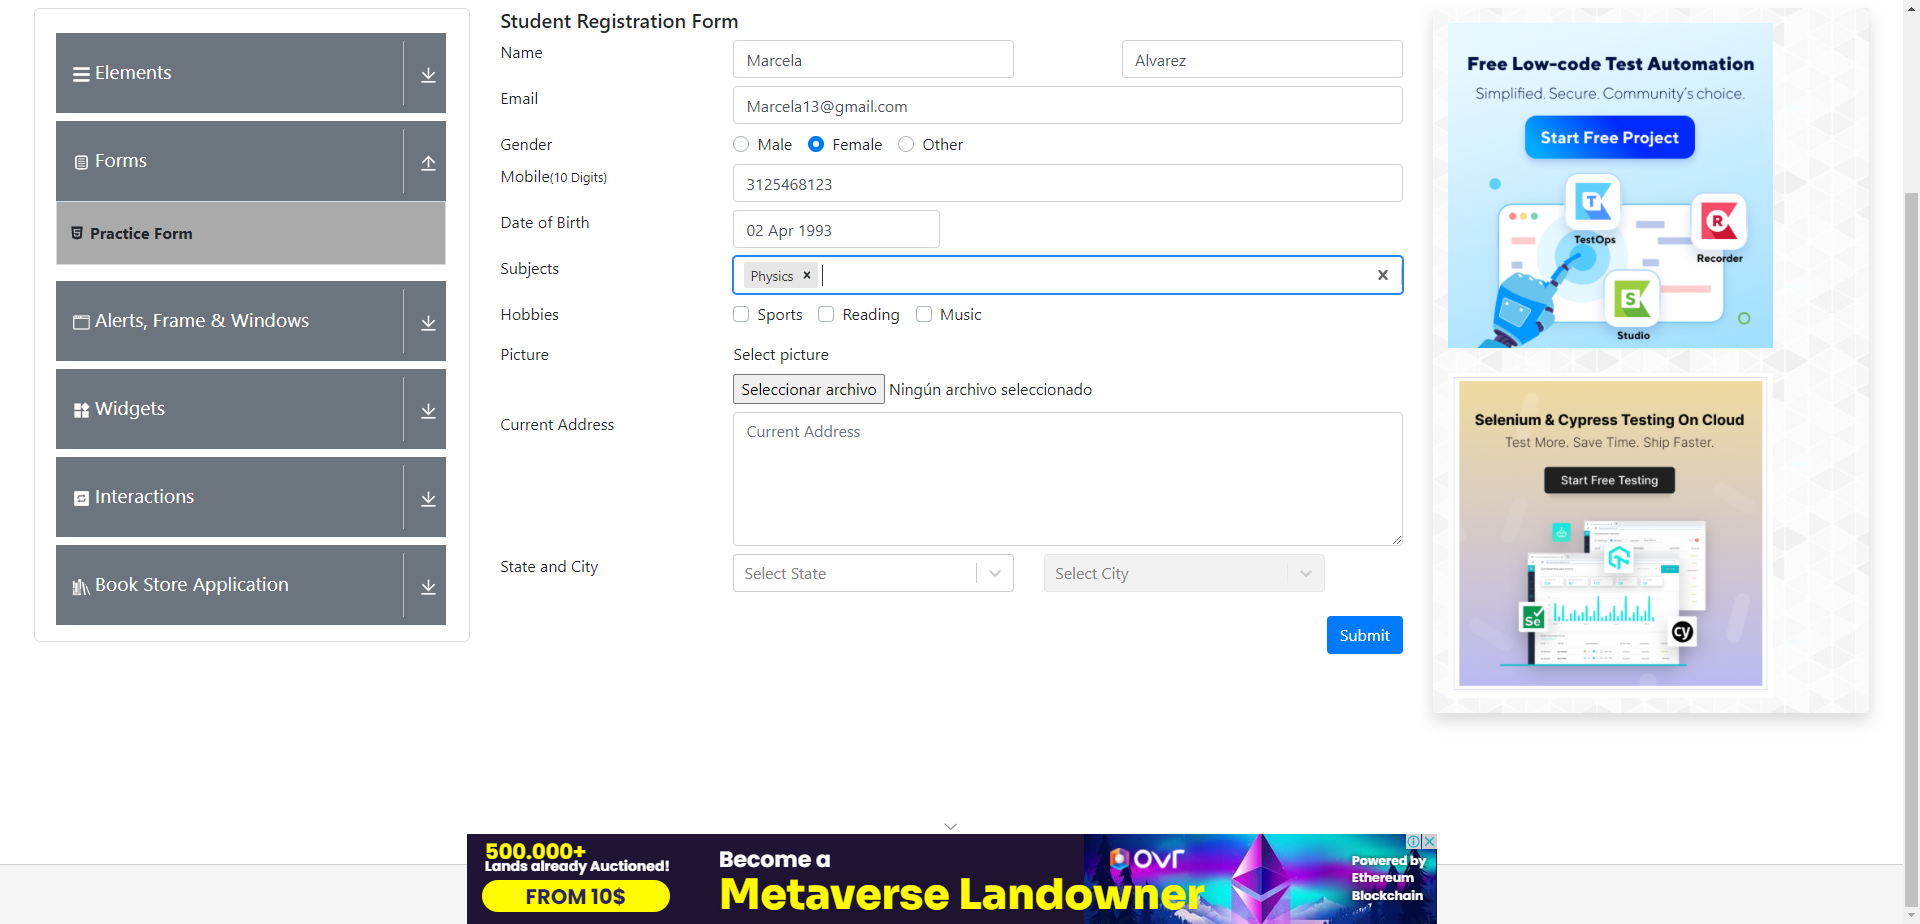 Elements
Forms
Practice Form
Alerts, Frame & Windows
Widgets
Interactions
Book Store Application
Student Registration Form
Name
Marcela
Alvarez
Email
Marcela13@gmail.com
Gender
Male
Female
Other
Mobile(10 Digits)
3125468123
Date of Birth
02 Apr 1993
Subjects
Physics
Hobbies
Sports
Reading
Music
Picture
Select picture
Seleccionar archivo Ningún archivo seleccionado
Current Address
Current Address
State and City
Select State
Select City
Submit
Free Low-code Test Automation
Simplified. Secure. Community's choice.
Start Free Project
TestOps
Recorder
Studio
Selenium & Cypress Testing On Cloud
Test More. Save Time. Ship Faster.
Start Free Testing
Se
cy
500.000+
Lands already Auctioned!
FROM 10$
Become a
Metaverse Landowner
ovr
Powered by
Ethereum
Blockchain